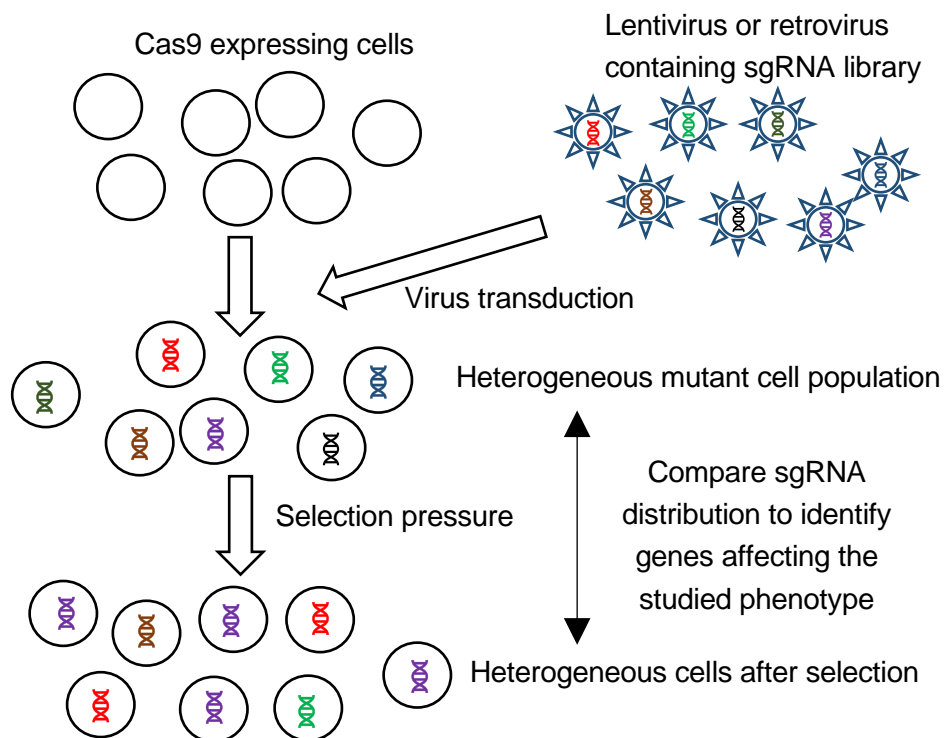 Cas9 expressing cells
Lentivirus or retrovirus
containing sgRNA library
Virus transduction
Heterogeneous mutant cell population
Compare sgRNA
distribution to identify
genes affecting the
studied phenotype
Selection pressure
Heterogeneous cells after selection